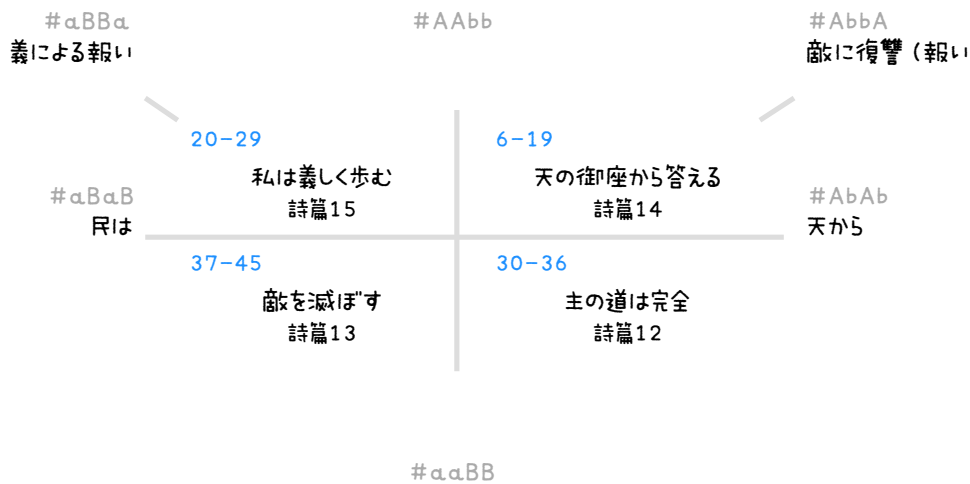 #aBBa
#AAbb
#AbbA
義による報い
敵に復讐（報い
20-29
6-19
私は義しく歩む
天の御座から答える
詩篇15
詩篇14
#aBaB
#AbAb
民は
天から
37-45
30-36
敵を滅ぼす
主の道は完全
詩篇13
詩篇12
#aaBB